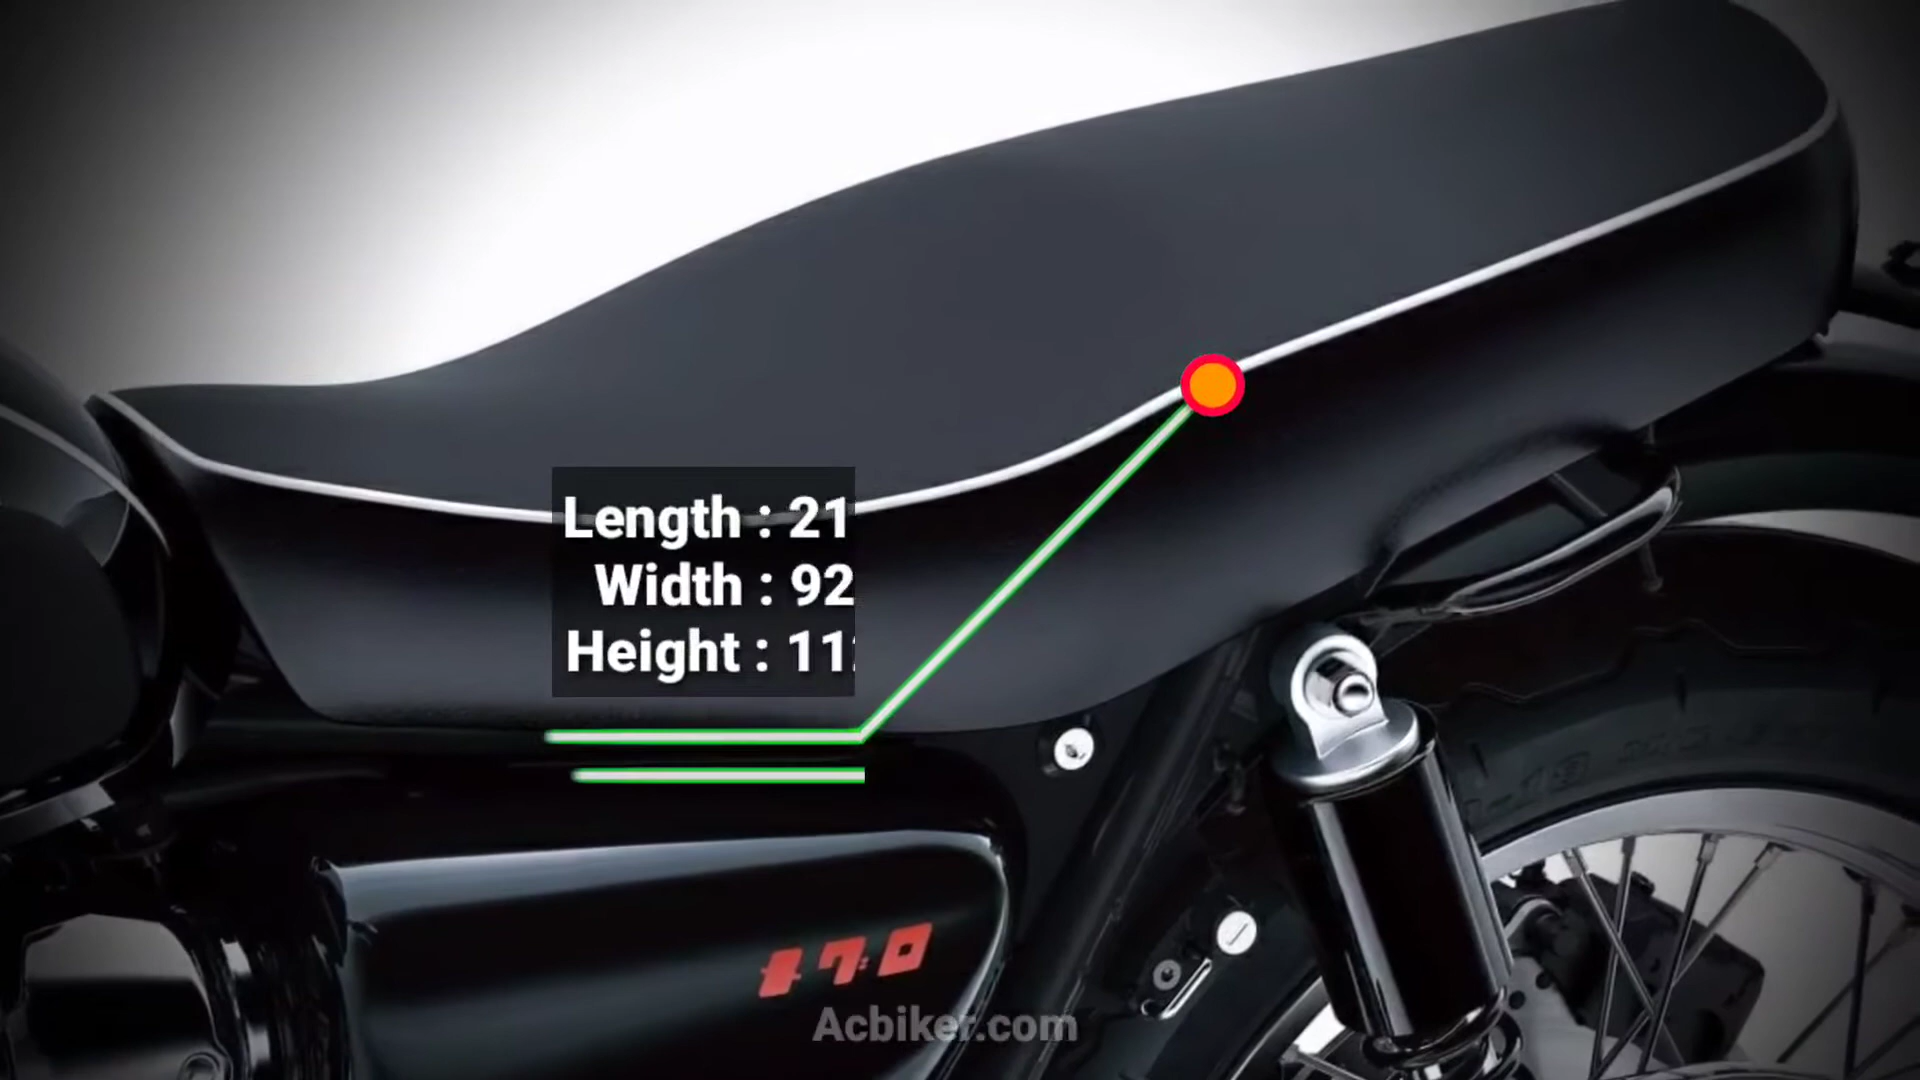 Length : 21
Width : 92
Height : 11
Acbiker.com